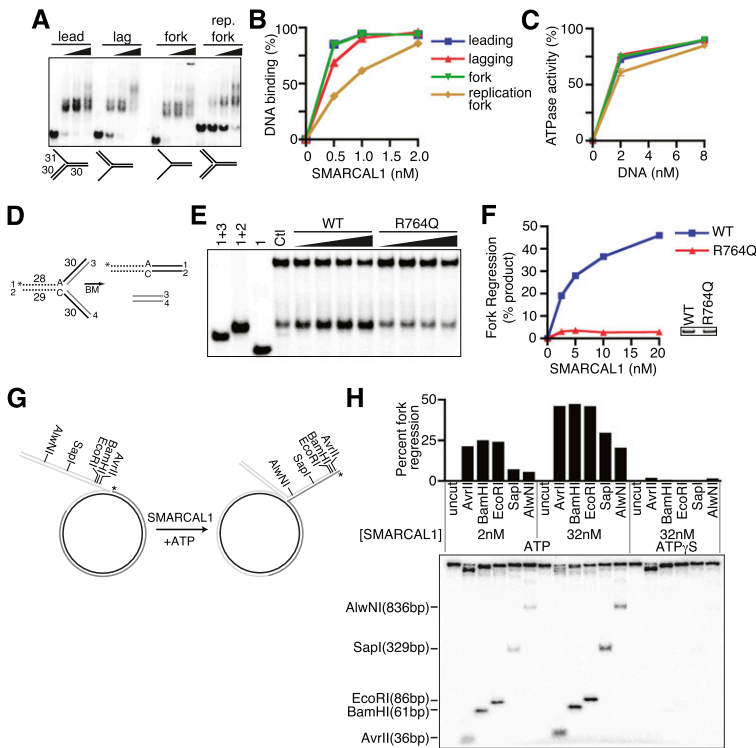 A
lead lag fork rep. fork
31
30 30
B
DNA binding (%)
100
50
0
0 0.5 1.0 2.0
SMARCAL1 (nM)
leading
lagging
fork
replication fork
C
ATPase activity (%)
100
50
0
0 2 4 8
DNA (nM)
D
1 * 28 30 3
2 29 30 4
A
C
BM
* A 1
C 2
3
4
E
1+3 1+2 1 Ctl WT R764Q
F
Fork Regression
(% product)
50
40
30
20
10
0
0 5 10 15 20
SMARCAL1 (nM)
WT
R764Q
WT R764Q
G
AlwNI SapI EcoRI BamHI AvrII
*
SMARCAL1
+ATP
AlwNI SapI EcoRI BamHI AvrII
*
H
Percent fork
regression
50
25
0
uncut AvrII BamHI EcoRI SapI AlwNI uncut AvrII BamHI EcoRI SapI AlwNI uncut AvrII BamHI EcoRI SapI AlwNI
[SMARCAL1] 2nM 32nM 32nM
ATP ATPγS
AlwNI(836bp)
SapI(329bp)
EcoRI(86bp)
BamHI(61bp)
AvrII(36bp)